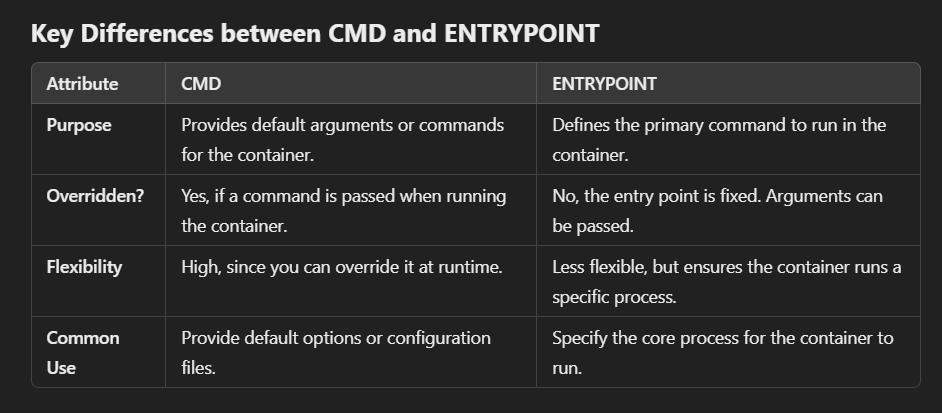 Key Differences between CMD and ENTRYPOINT
Attribute CMD ENTRYPOINT
Purpose Provides default arguments or commands Defines the primary command to run in the
for the container. container.
Overridden? Yes, if a command is passed when running No, the entry point is fixed. Arguments can
the container. be passed.
Flexibility High, since you can override it at runtime. Less flexible, but ensures the container runs a
specific process.
Common Provide default options or configuration Specify the core process for the container to
Use files. run.